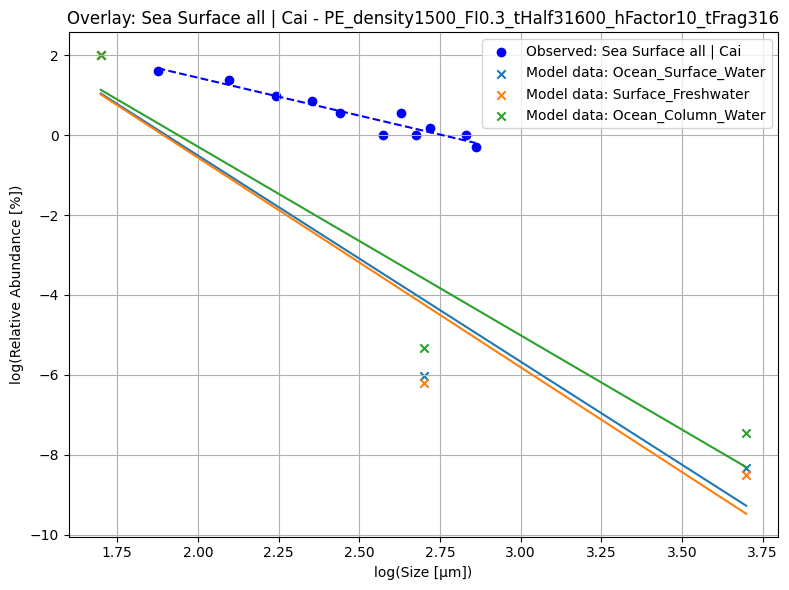 Overlay: Sea Surface all | Cai - PE_density1500_FI0.3_tHalf31600_hFactor10_tFrag316
Observed: Sea Surface all | Cai
Model data: Ocean_Surface_Water
Model data: Surface_Freshwater
Model data: Ocean_Column_Water
log(Relative Abundance [%])
2
0
−2
−4
−6
−8
−10
1.75 2.00 2.25 2.50 2.75 3.00 3.25 3.50 3.75
log(Size [μm])